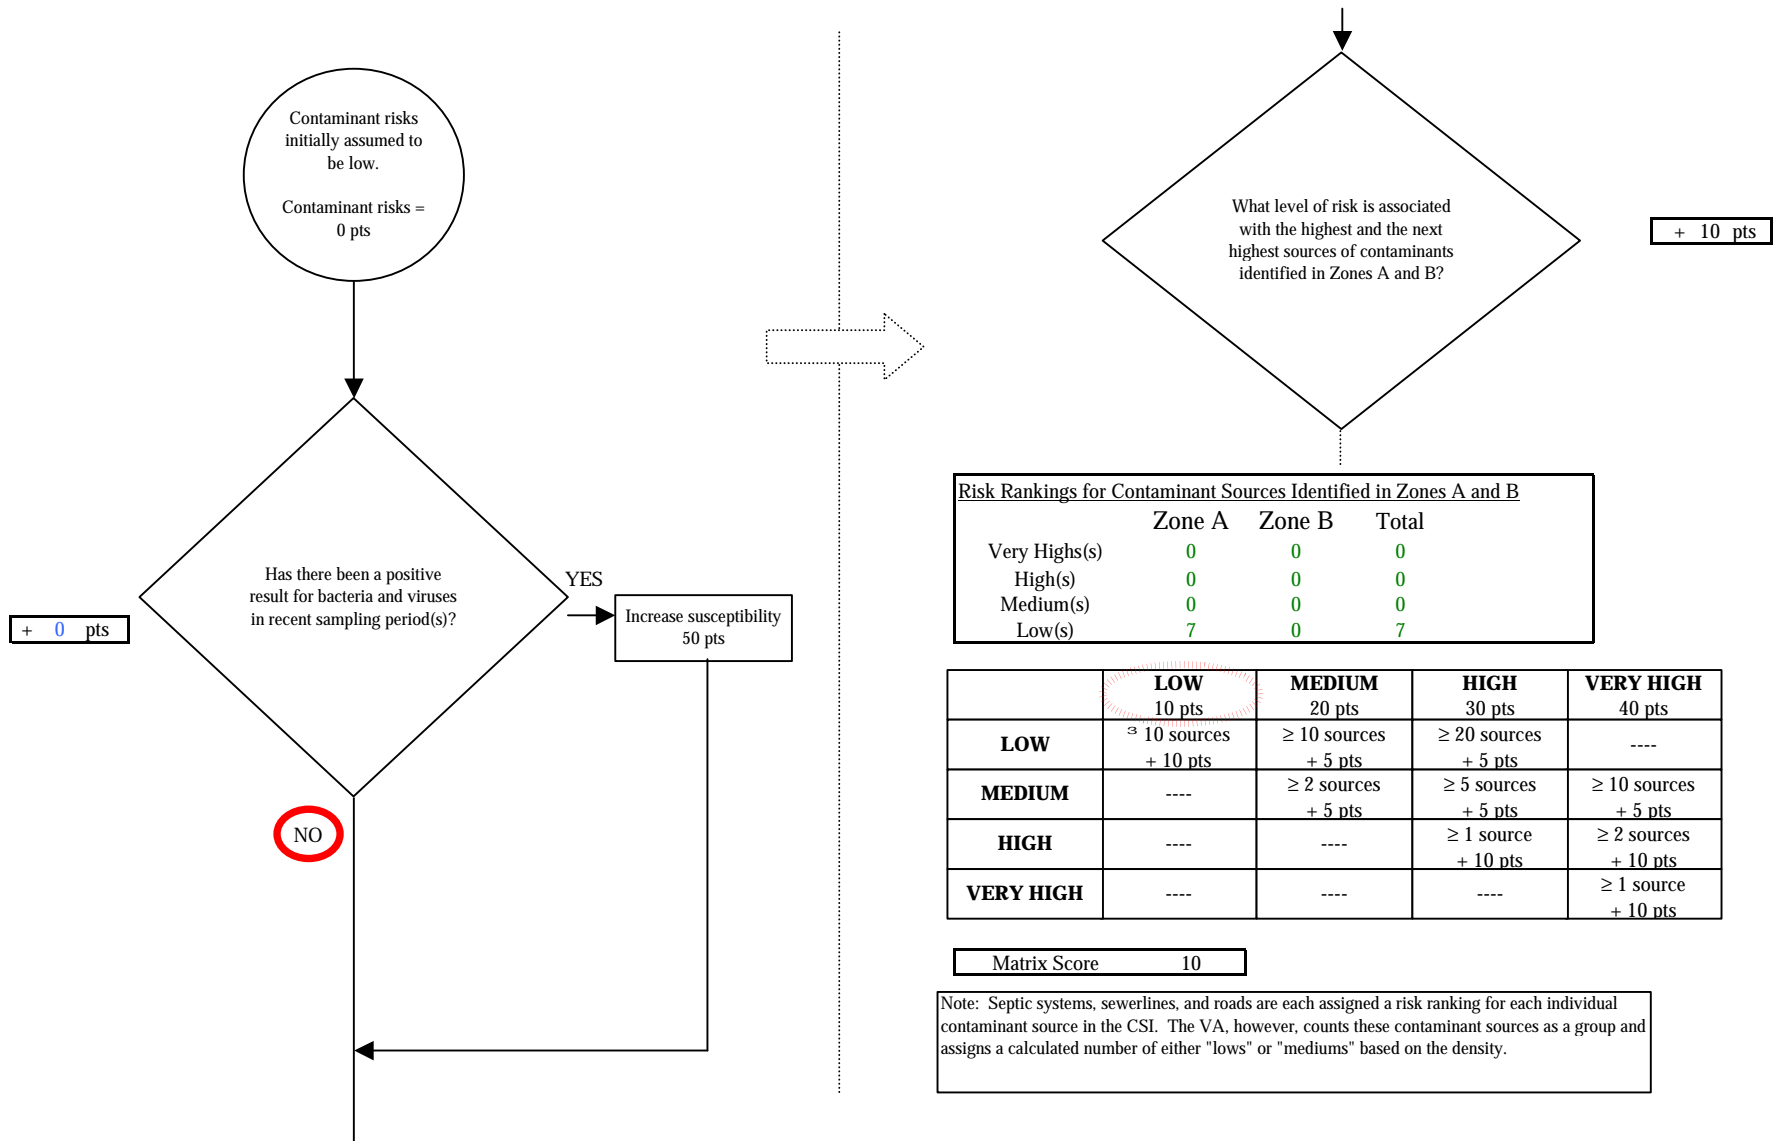 Contaminant risks
initially assumed to
be low.
Contaminant risks =
0 pts
Has there been a positive
result for bacteria and viruses
in recent sampling period(s)?
+ 0 pts
YES
Increase susceptibility
50 pts
NO
What level of risk is associated
with the highest and the next
highest sources of contaminants
identified in Zones A and B?
+ 10 pts
Risk Rankings for Contaminant Sources Identified in Zones A and B
Zone A Zone B Total
Very Highs(s) 0 0 0
High(s) 0 0 0
Medium(s) 0 0 0
Low(s) 7 0 7
LOW MEDIUM HIGH VERY HIGH
10 pts 20 pts 30 pts 40 pts
LOW ³ 10 sources ≥ 10 sources ≥ 20 sources ----
+ 10 pts + 5 pts + 5 pts
MEDIUM ---- ≥ 2 sources ≥ 5 sources ≥ 10 sources
+ 5 pts + 5 pts + 5 pts
HIGH ---- ---- ≥ 1 source ≥ 2 sources
+ 10 pts + 10 pts
VERY HIGH ---- ---- ---- ≥ 1 source
+ 10 pts
Matrix Score 10
Note: Septic systems, sewerlines, and roads are each assigned a risk ranking for each individual
contaminant source in the CSI. The VA, however, counts these contaminant sources as a group and
assigns a calculated number of either "lows" or "mediums" based on the density.